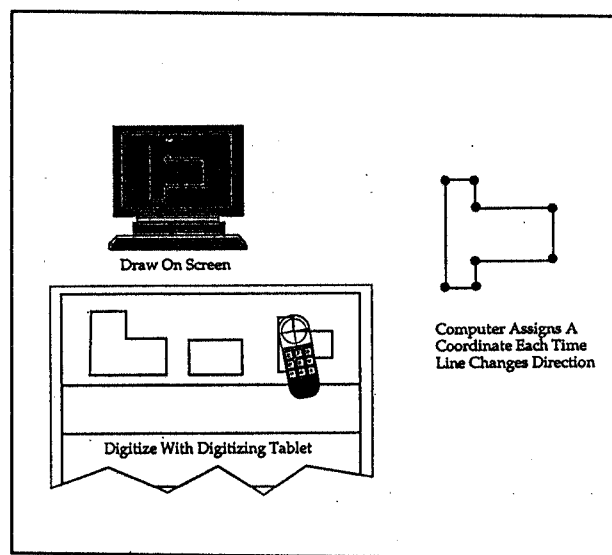 Draw On Screen
Computer Assigns A
Coordinate Each Time
Line Changes Direction
Digitize With Digitizing Tablet